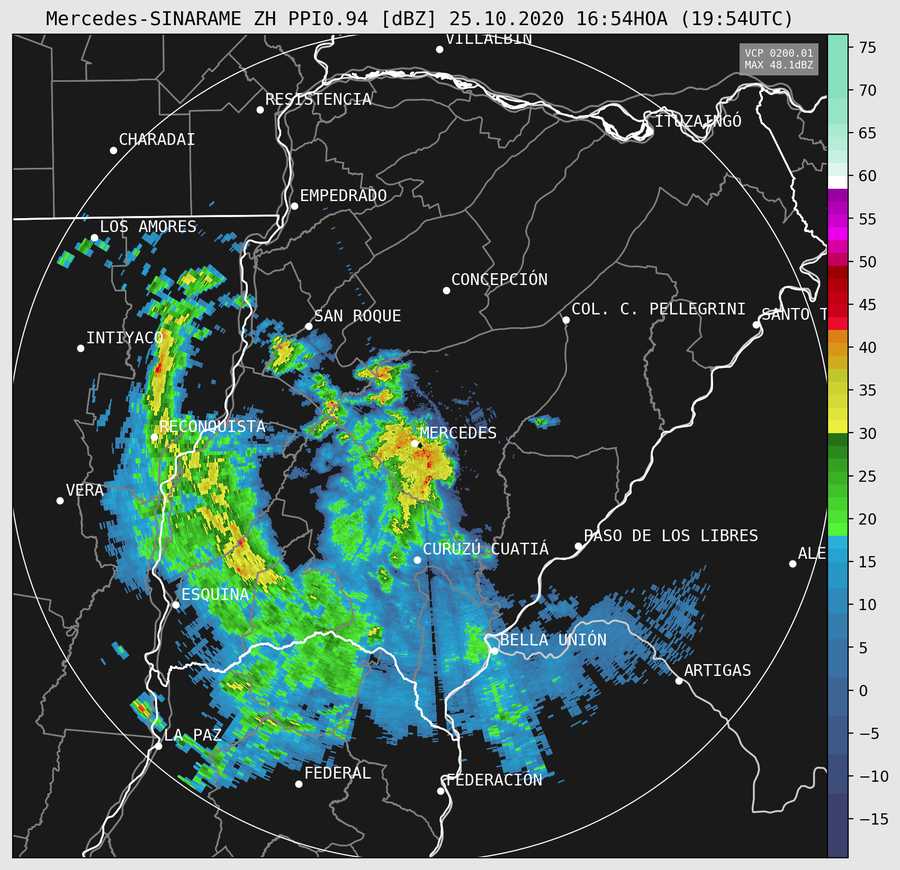 Mercedes-SINARAME ZH PPI0.94 [dBZ] 25.10.2020 16:54HOA (19:54UTC)
VILLALBÍN
VCP 0200.01
MAX 48.1dBZ
RESISTENCIA
ITUZAINGÓ
CHARADAI
EMPEDRADO
LOS AMORES
CONCEPCIÓN
SAN ROQUE
COL. C. PELLEGRINI
SANTO T
INTIYACO
RECONQUISTA
MERCEDES
VERA
PASO DE LOS LIBRES
CURUZÚ CUATIÁ
ALE
ESQUINA
BELLA UNIÓN
ARTIGAS
LA PAZ
FEDERAL
FEDERACIÓN
75
70
65
60
55
50
45
40
35
30
25
20
15
10
5
0
−5
−10
−15